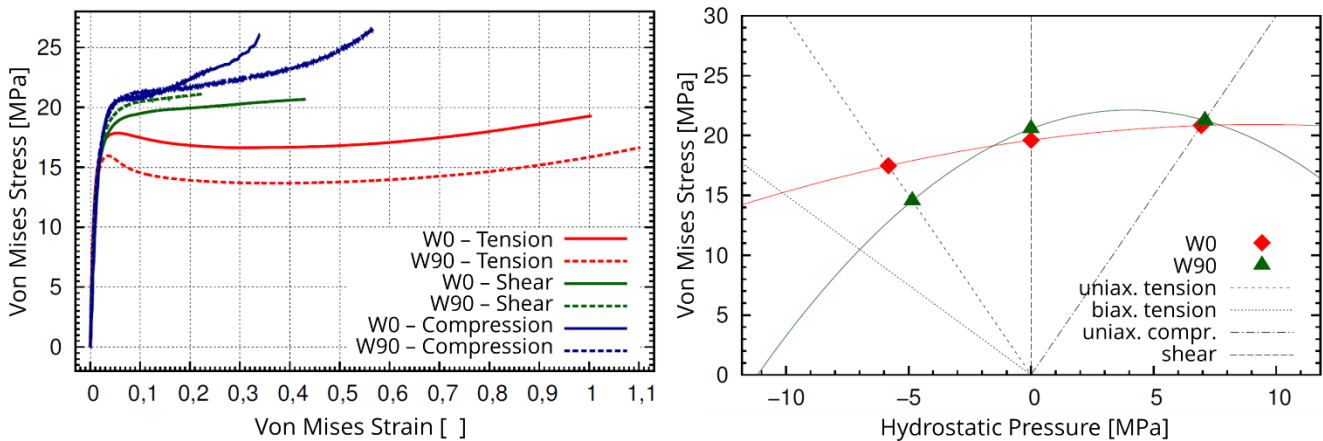 Von Mises Stress [MPa]
25
20
15
10
5
0
W0 – Tension
W90 – Tension
W0 – Shear
W90 – Shear
W0 – Compression
W90 – Compression
0 0,1 0,2 0,3 0,4 0,5 0,6 0,7 0,8 0,9 1 1,1
Von Mises Strain [ ]
Von Mises Stress [MPa]
30
25
20
15
10
5
0
W0
W90
uniax. tension
biax. tension
uniax. compr.
shear
−10 −5 0 5 10
Hydrostatic Pressure [MPa]